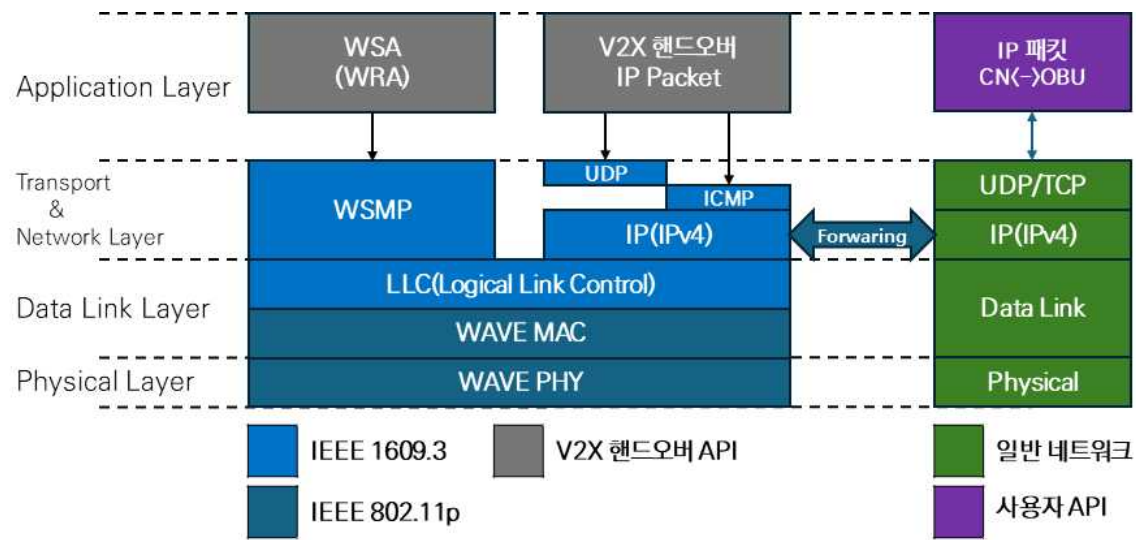 Application Layer
WSA
(WRA)
V2X 핸드오버
IP Packet
IP 패킷
CN<->OBU
Transport
&
Network Layer
WSMP
UDP
ICMP
IP(IPv4)
Forwaring
UDP/TCP
IP(IPv4)
Data Link Layer
LLC(Logical Link Control)
WAVE MAC
Data Link
Physical Layer
WAVE PHY
Physical
IEEE 1609.3
V2X 핸드오버 API
일반 네트워크
IEEE 802.11p
사용자 API